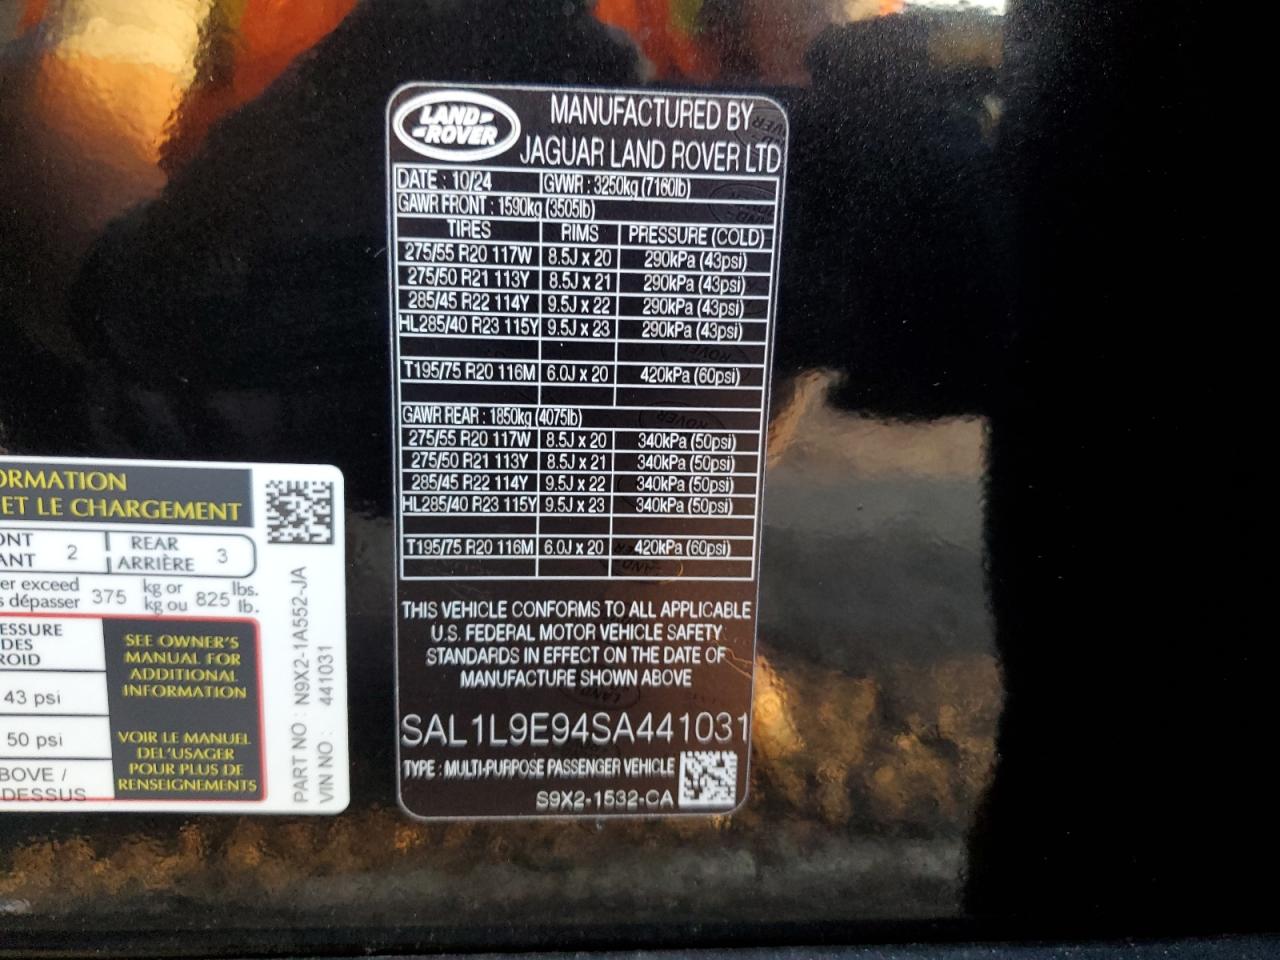 LAND-
-ROVER
MANUFACTURED BY
JAGUAR LAND ROVER LTD
DATE : 10/24 GVWR : 3250kg (7160lb)
GAWR FRONT : 1590kg (3505lb)
TIRES RIMS PRESSURE (COLD)
275/55 R20 117W 8.5J x 20 290kPa (43psi)
275/50 R21 113Y 8.5J x 21 290kPa (43psi)
285/45 R22 114Y 9.5J x 22 290kPa (43psi)
HL285/40 R23 115Y 9.5J x 23 290kPa (43psi)
T195/75 R20 116M 6.0J x 20 420kPa (60psi)
GAWR REAR : 1850kg (4075lb)
275/55 R20 117W 8.5J x 20 340kPa (50psi)
275/50 R21 113Y 8.5J x 21 340kPa (50psi)
285/45 R22 114Y 9.5J x 22 340kPa (50psi)
HL285/40 R23 115Y 9.5J x 23 340kPa (50psi)
T195/75 R20 116M 6.0J x 20 420kPa (60psi)
THIS VEHICLE CONFORMS TO ALL APPLICABLE
U.S. FEDERAL MOTOR VEHICLE SAFETY
STANDARDS IN EFFECT ON THE DATE OF
MANUFACTURE SHOWN ABOVE
SAL1L9E94SA441031
TYPE : MULTI-PURPOSE PASSENGER VEHICLE
S9X2-1532-CA
ORMATION
ET LE CHARGEMENT
ONT 2 REAR 3
ANT ARRIÈRE
er exceed 375 kg or 825 lbs.
s dépasser kg ou lb.
ESSURE
DES
ROID
43 psi
50 psi
BOVE /
DESSUS
SEE OWNER'S
MANUAL FOR
ADDITIONAL
INFORMATION
VOIR LE MANUEL
DEL'USAGER
POUR PLUS DE
RENSEIGNEMENTS
PART NO : N9X2-1A552-JA
VIN NO : 441031